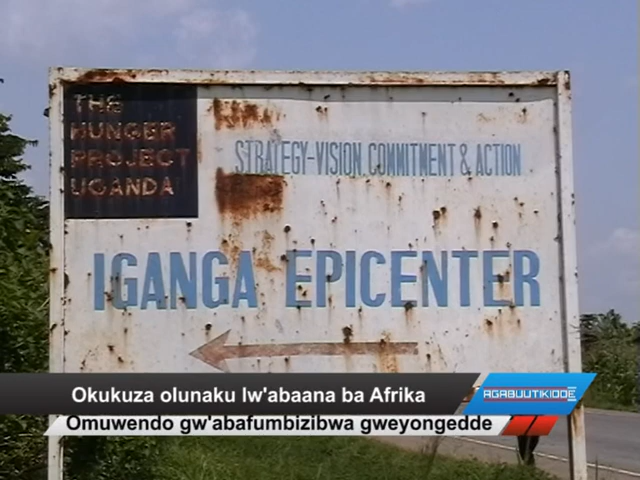 THE
HUNGER
PROJECT
UGANDA
STRATEGY-VISION COMMITMENT & ACTION
IGANGA EPICENTER
Okukuza olunaku lw'abaana ba Afrika
AGABUUTIKIDDE
Omuwendo gw'abafumbizibwa gweyongedde